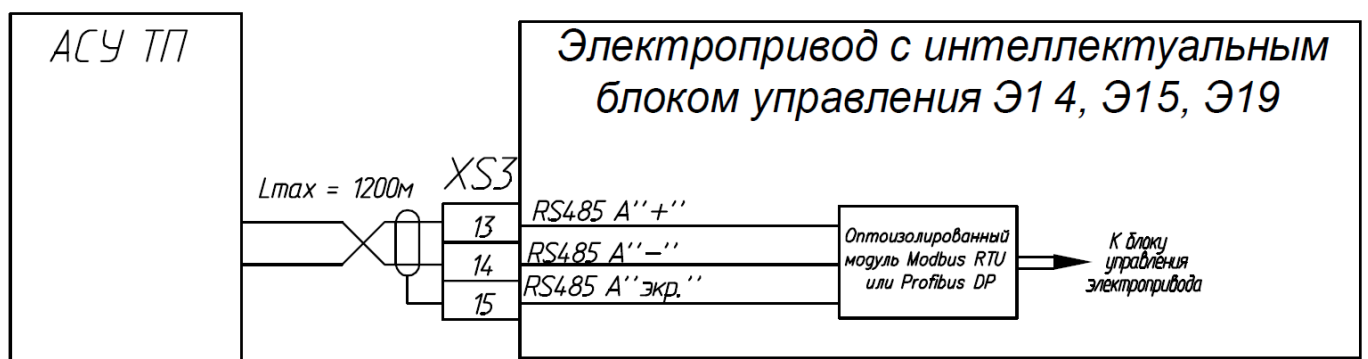 АСУ ТП
Электропривод с интеллектуальным
блоком управления Э1 4, Э15, Э19
Lmax = 1200м
XS3
13
RS485 A''+''
14
RS485 A''-''
15
RS485 A''экр.''
Оптоизолированный
модуль Modbus RTU
или Profibus DP
К блоку
управления
электропривода